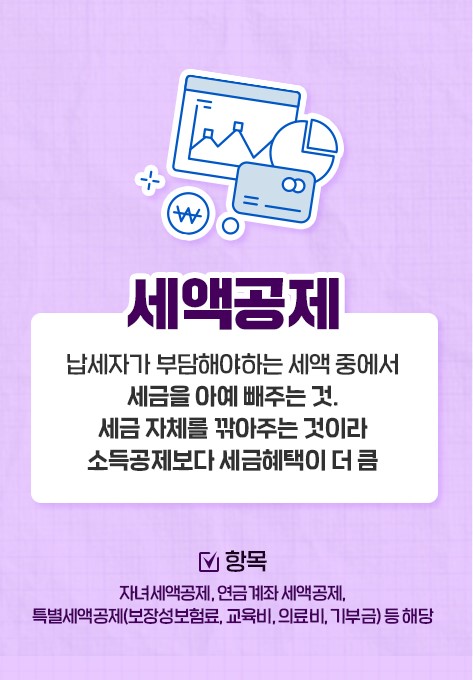 세액공제
납세자가 부담해야하는 세액 중에서
세금을 아예 빼주는 것.
세금 자체를 깎아주는 것이라
소득공제보다 세금혜택이 더 큼
항목
자녀세액공제, 연금계좌 세액공제,
특별세액공제(보장성보험료, 교육비, 의료비, 기부금) 등 해당